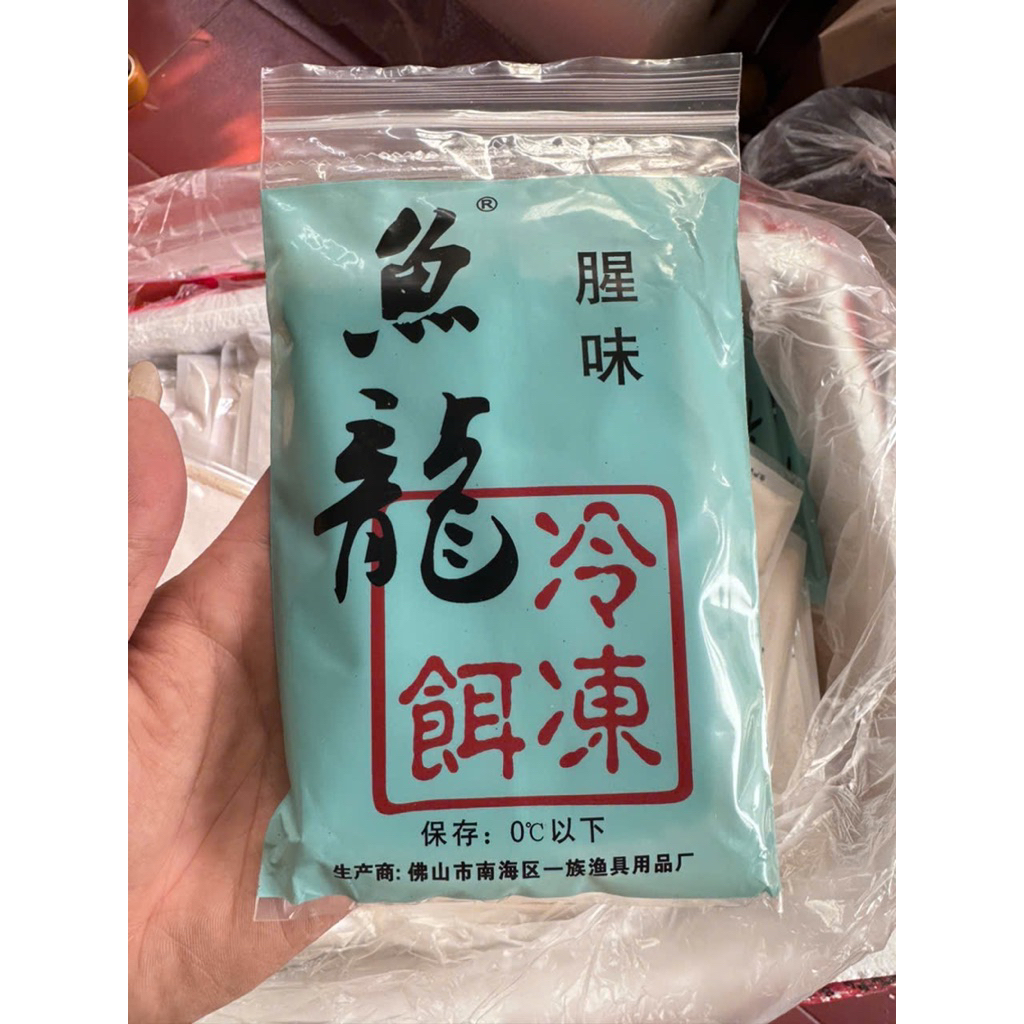 魚龍®
腥味
冷凍餌
保存：0℃以下
生产商：佛山市南海区一族渔具用品厂